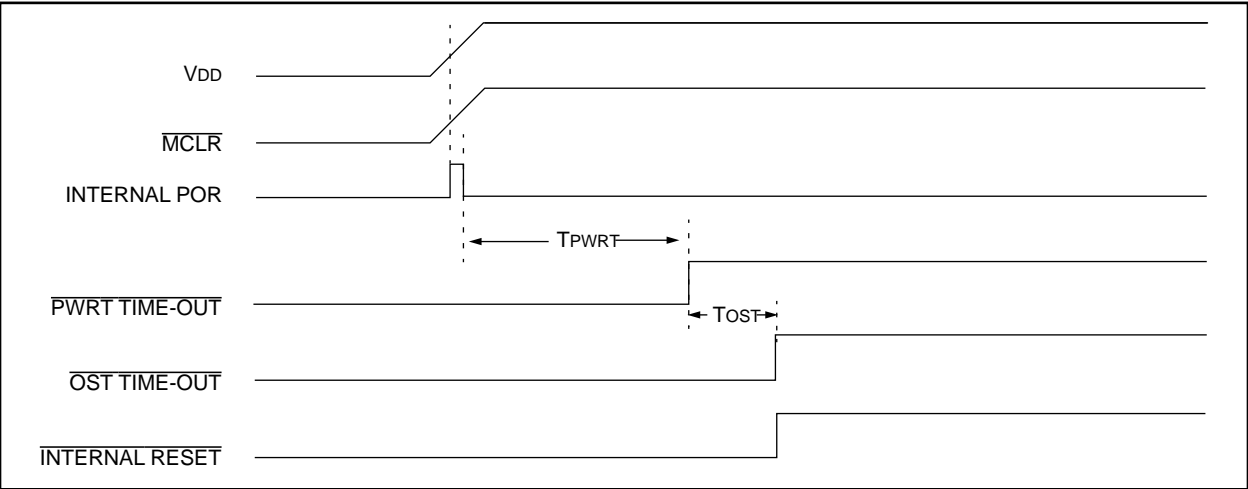 VDD
MCLR
INTERNAL POR
TPWRT
PWRT TIME-OUT
TOST
OST TIME-OUT
INTERNAL RESET